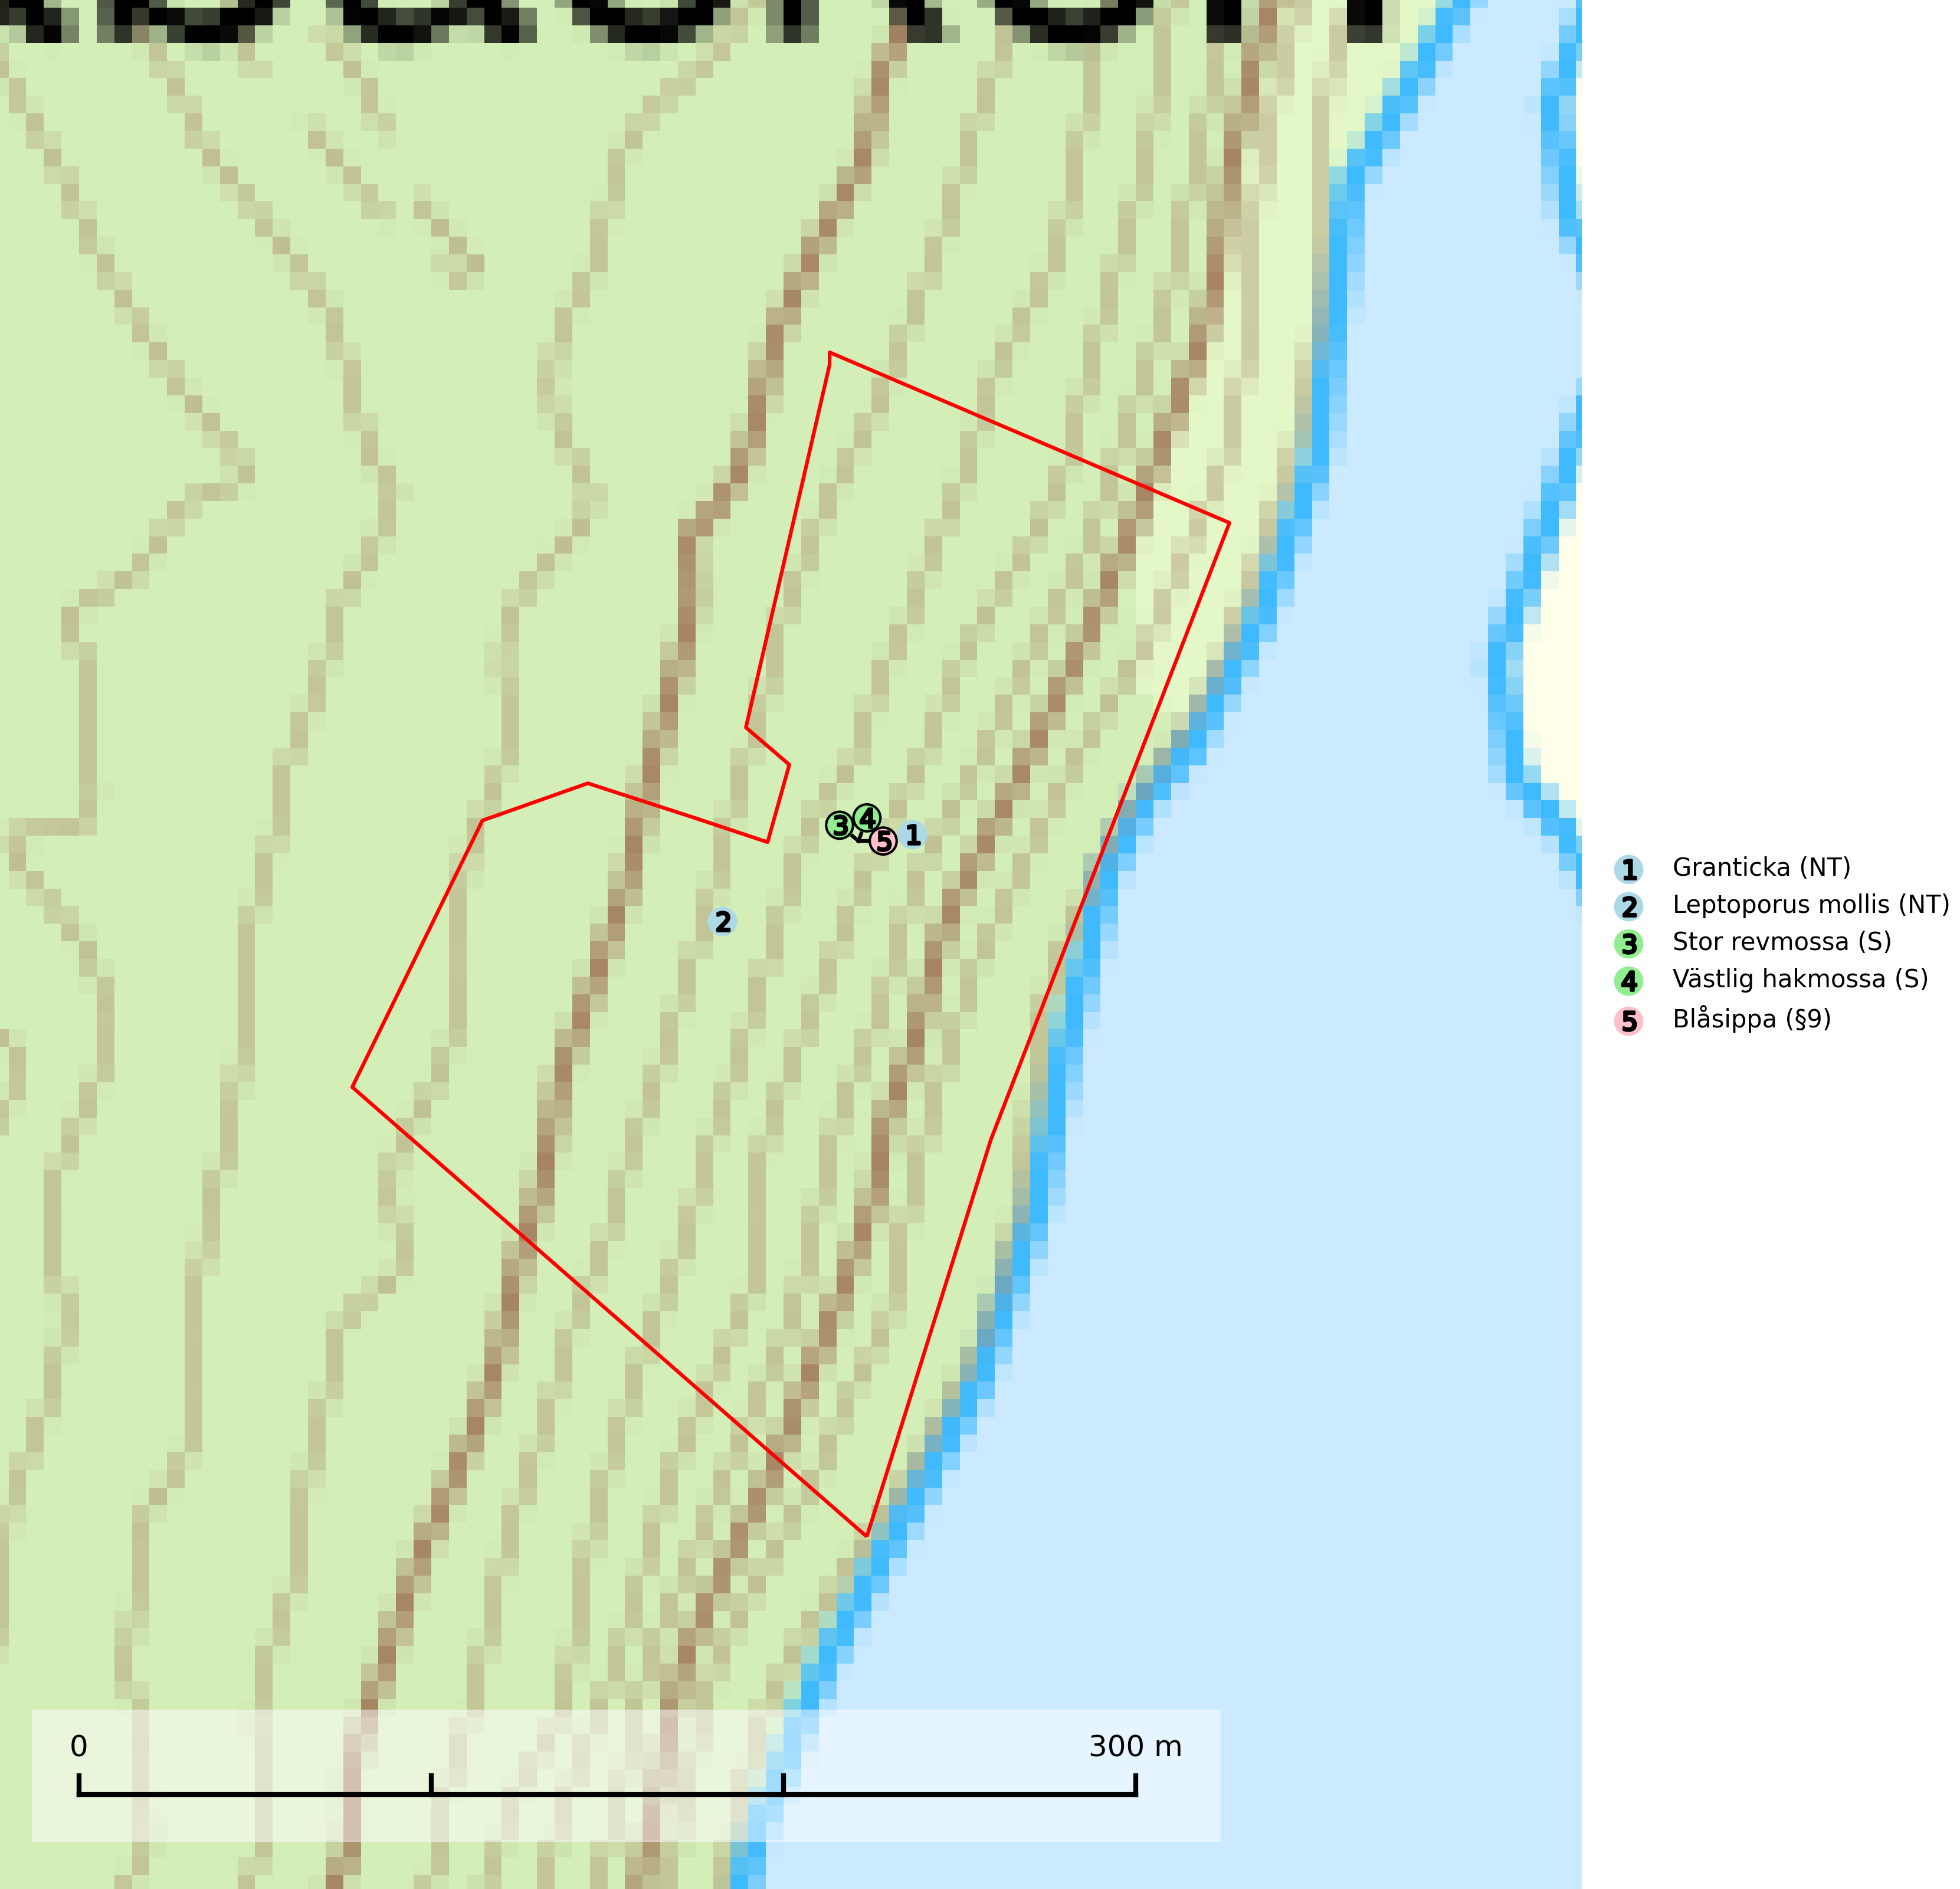 3
4
5
1
2
1 Granticka (NT)
2 Leptoporus mollis (NT)
3 Stor revmossa (S)
4 Västlig hakmossa (S)
5 Blåsippa (§9)
0 300 m